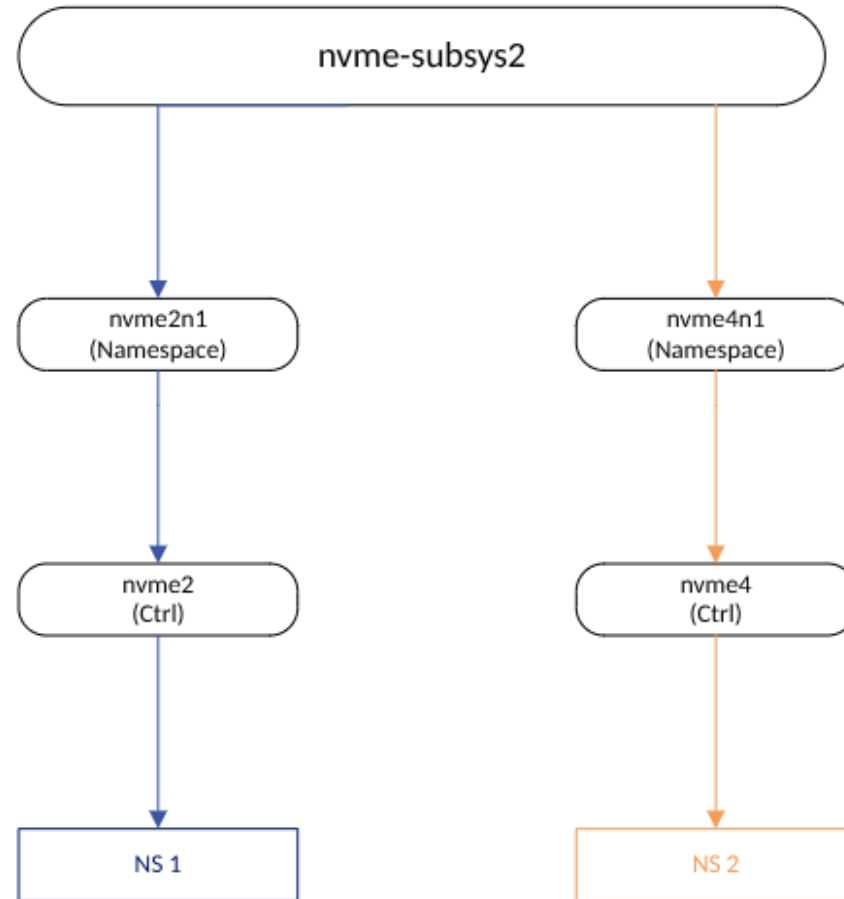 nvme-subsys2
nvme2n1
(Namespace)
nvme4n1
(Namespace)
nvme2
(Ctrl)
nvme4
(Ctrl)
NS 1
NS 2